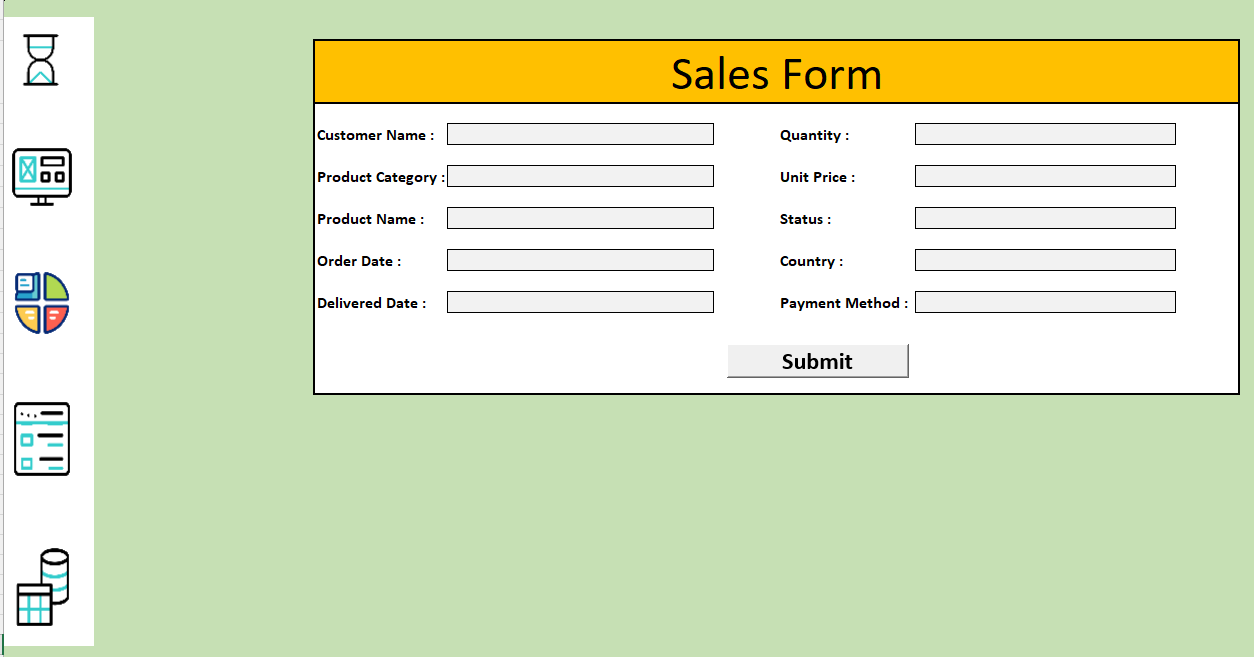 Sales Form
Customer Name :
Quantity :
Product Category :
Unit Price :
Product Name :
Status :
Order Date :
Country :
Delivered Date :
Payment Method :
Submit